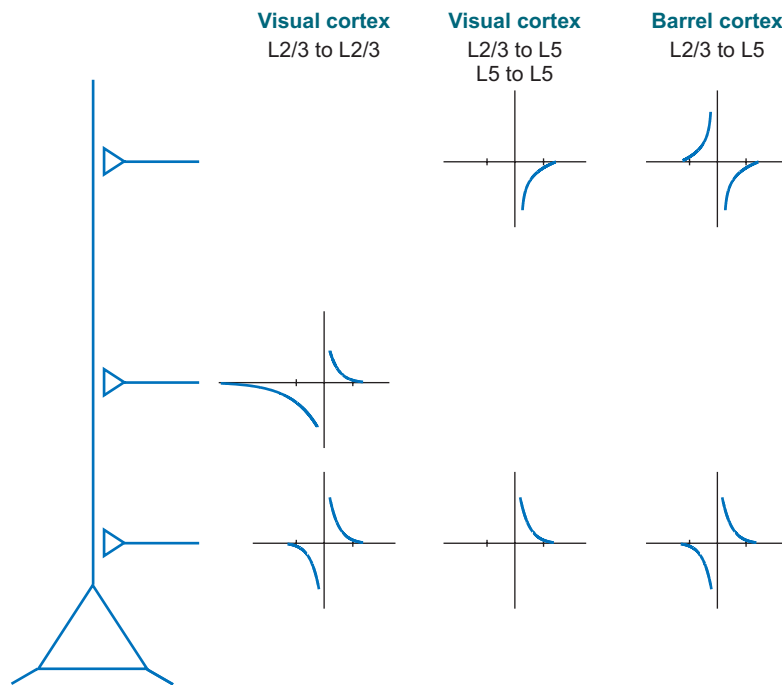 Visual cortex
L2/3 to L2/3
Visual cortex
L2/3 to L5
L5 to L5
Barrel cortex
L2/3 to L5